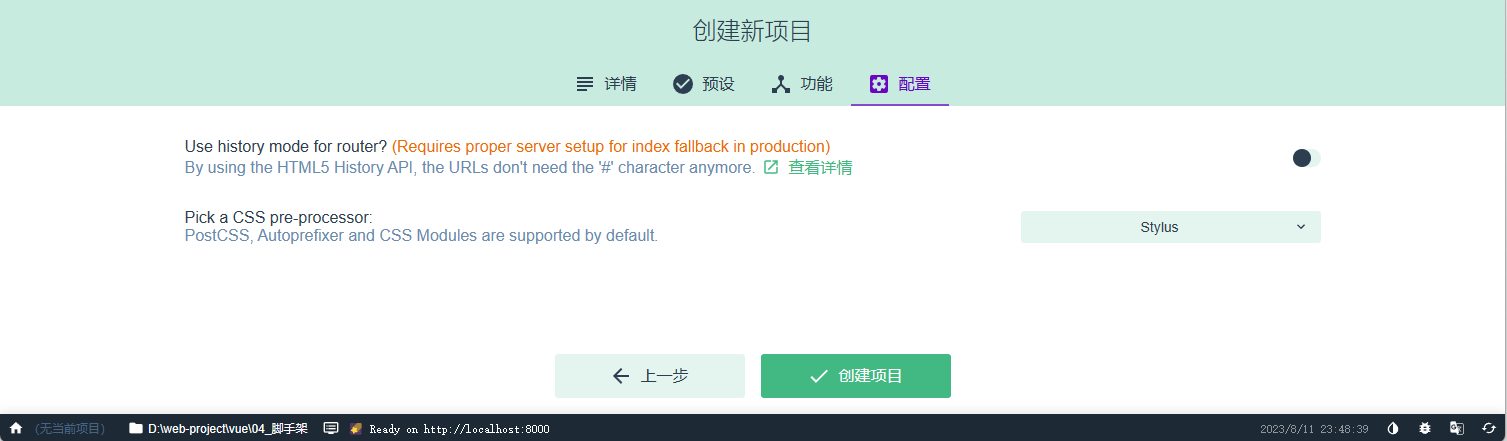 创建新项目
详情 预设 功能 配置
Use history mode for router? (Requires proper server setup for index fallback in production)
By using the HTML5 History API, the URLs don't need the '#' character anymore. 查看详情
Pick a CSS pre-processor:
PostCSS, Autoprefixer and CSS Modules are supported by default.
Stylus
上一步 创建项目
(无当前项目) D:\web-project\vue\04_脚手架 Ready on http://localhost:8000 2023/8/11 23:48:39